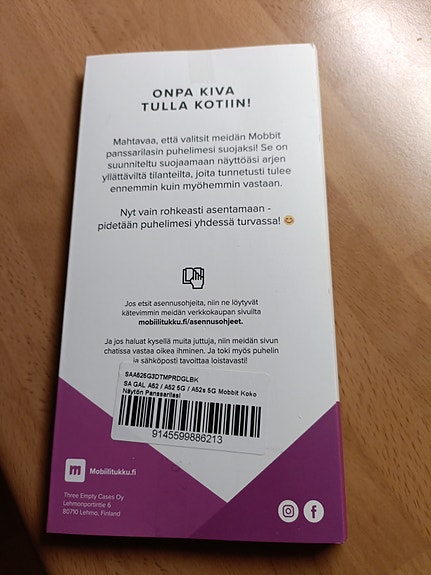 ONPA KIVA
TULLA KOTIIN!
Mahtavaa, että valitsit meidän Mobbit
panssarilasin puhelimesi suojaksi! Se on
suunniteltu suojaamaan näyttöäsi arjen
yllättäviltä tilanteilta, joita tunnetusti tulee
ennemmin kuin myöhemmin vastaan.
Nyt vain rohkeasti asentamaan -
pidetään puhelimesi yhdessä turvassa! 😊
Jos etsit asennusohjeita, niin ne löytyvät
kätevimmin meidän verkkokaupan sivuilta
mobiilitukku.fi/asennusohjeet.
Ja jos haluat kysellä muita juttuja, niin meidän sivun
chatissa vastaa oikea ihminen. Ja toki myös puhelin
ja sähköposti tavoittaa loistavasti!
SAA525G3DTMPRDGLBK
SA GAL A52 / A52 5G / A52s 5G Mobbit Koko
Näytön Panssarilasi
9145599886213
m Mobiilitukku.fi
Three Empty Cases Oy
Lehmonportintie 6
80710 Lehmo, Finland